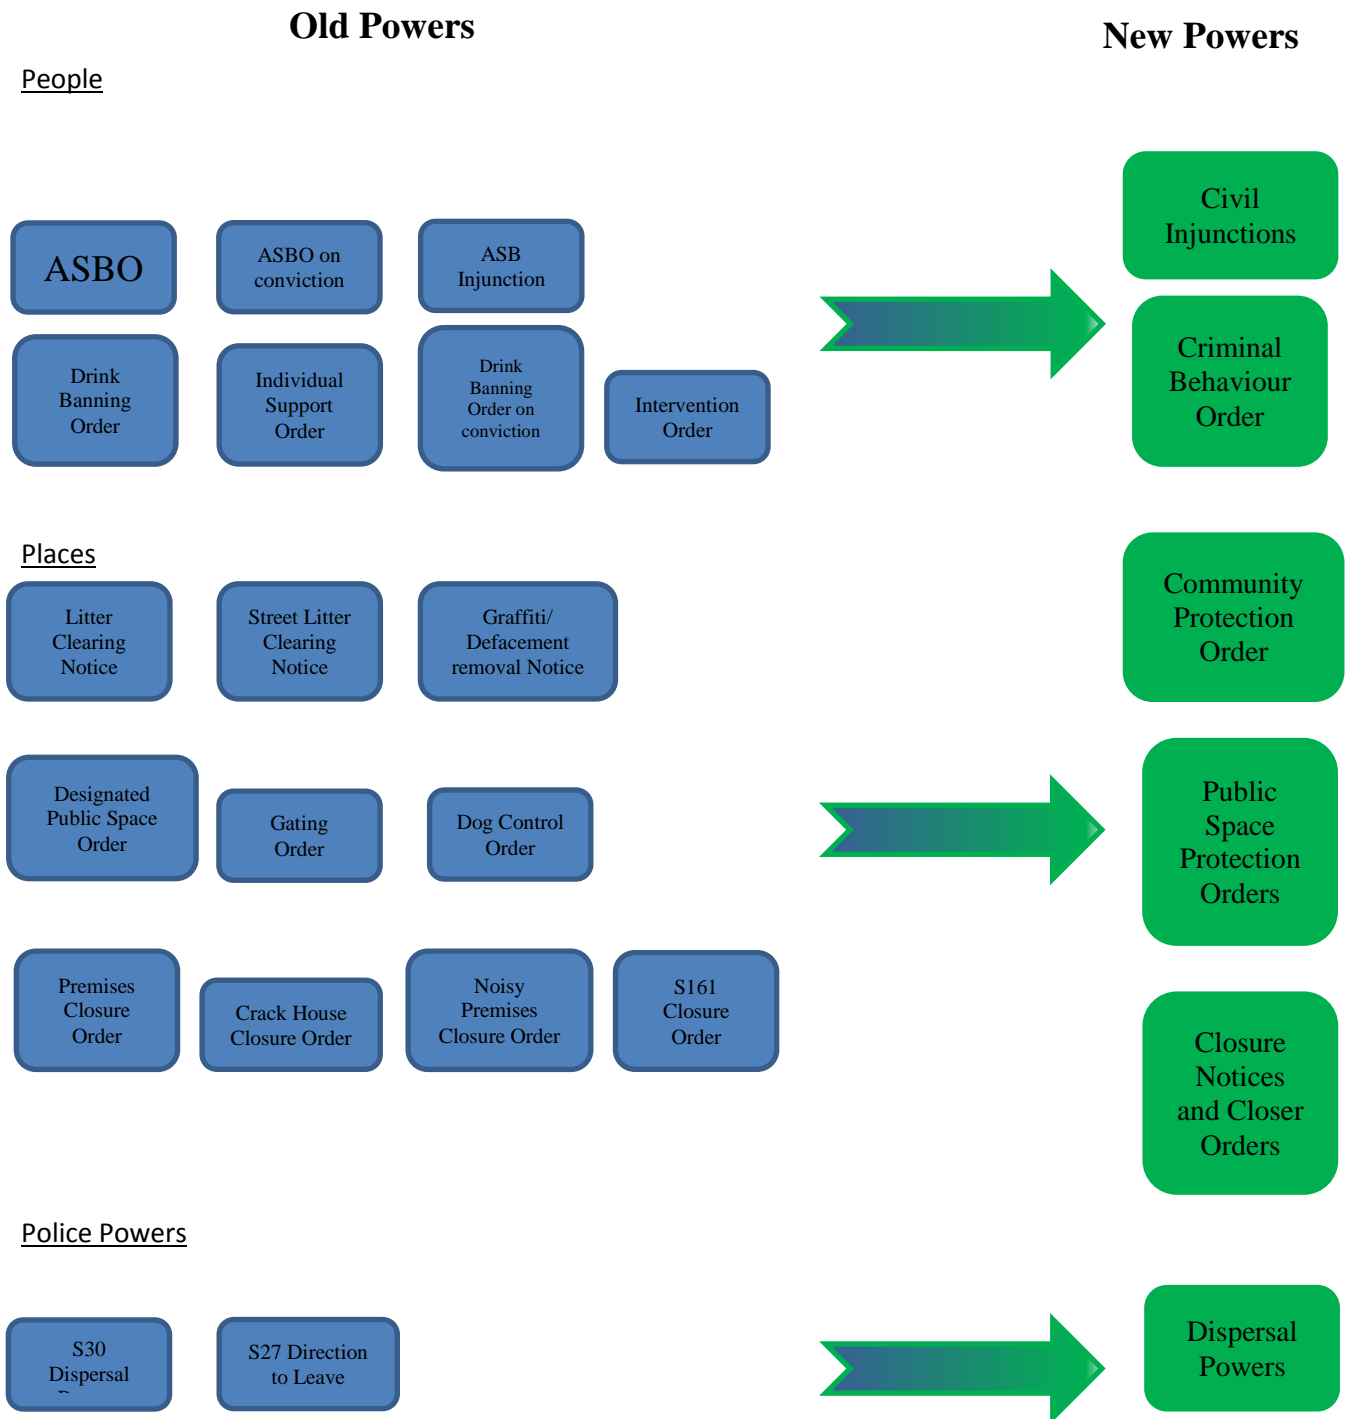 Old Powers
New Powers
People
Civil
Injunctions
ASBO
ASBO on
conviction
ASB
Injunction
Criminal
Behaviour
Order
Drink
Banning
Order
Individual
Support
Order
Drink
Banning
Order on
conviction
Intervention
Order
Places
Community
Protection
Order
Litter
Clearing
Notice
Street Litter
Clearing
Notice
Graffiti/
Defacement
removal Notice
Designated
Public Space
Order
Gating
Order
Dog Control
Order
Public
Space
Protection
Orders
Premises
Closure
Order
Crack House
Closure Order
Noisy
Premises
Closure Order
S161
Closure
Order
Closure
Notices
and Closer
Orders
Police Powers
S30
Dispersal
S27 Direction
to Leave
Dispersal
Powers